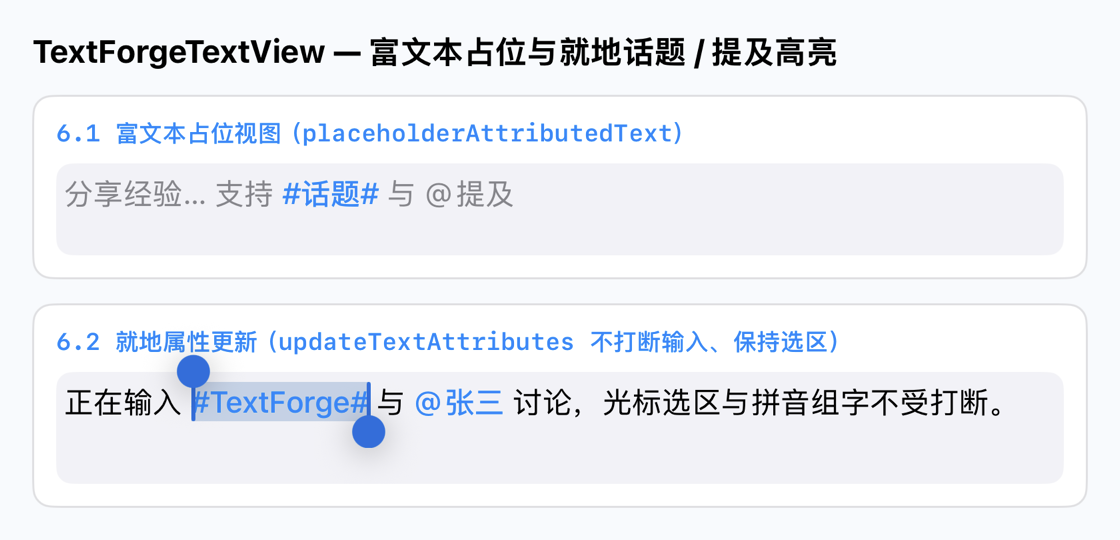 TextForgeTextView — 富文本占位与就地话题 / 提及高亮
6.1 富文本占位视图 (placeholderAttributedText)
分享经验... 支持 #话题# 与 @提及
6.2 就地属性更新 (updateTextAttributes 不打断输入、保持选区)
正在输入 #TextForge# 与 @张三 讨论，光标选区与拼音组字不受打断。